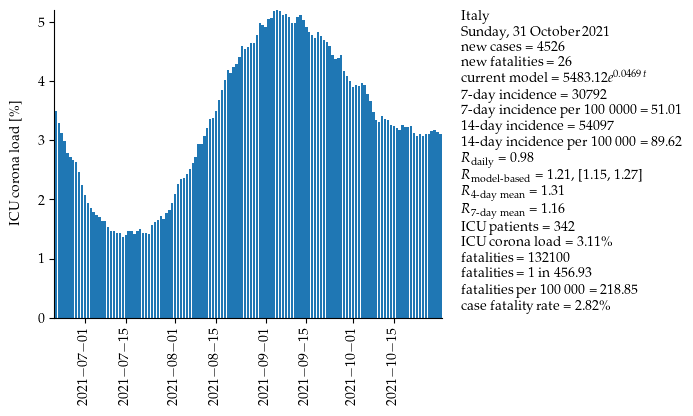 ICU corona load [%]
5
4
3
2
1
0
2021−07−01
2021−07−15
2021−08−01
2021−08−15
2021−09−01
2021−09−15
2021−10−01
2021−10−15
Italy
Sunday, 31 October 2021
new cases = 4526
new fatalities = 26
current model = 5483.12e^0.0469 t
7-day incidence = 30792
7-day incidence per 100 0000 = 51.01
14-day incidence = 54097
14-day incidence per 100 000 = 89.62
R daily = 0.98
R model-based = 1.21, [1.15, 1.27]
R 4-day mean = 1.31
R 7-day mean = 1.16
ICU patients = 342
ICU corona load = 3.11%
fatalities = 132100
fatalities = 1 in 456.93
fatalities per 100 000 = 218.85
case fatality rate = 2.82%